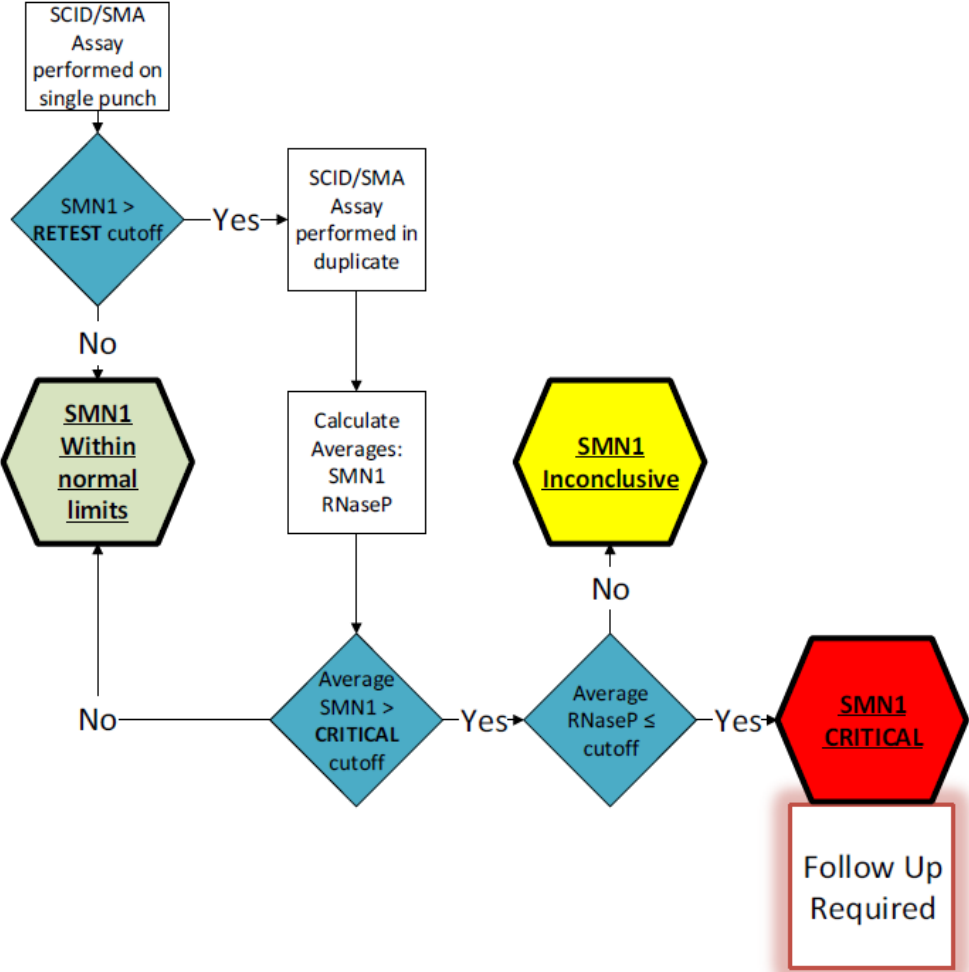 SCID/SMA
Assay
performed on
single punch
SMN1 >
RETEST cutoff
Yes
SCID/SMA
Assay
performed in
duplicate
No
SMN1
Within
normal
limits
Calculate
Averages:
SMN1
RNaseP
SMN1
Inconclusive
No
Average
SMN1 >
CRITICAL
cutoff
No
Yes
Average
RNaseP ≤
cutoff
Yes
SMN1
CRITICAL
Follow Up
Required